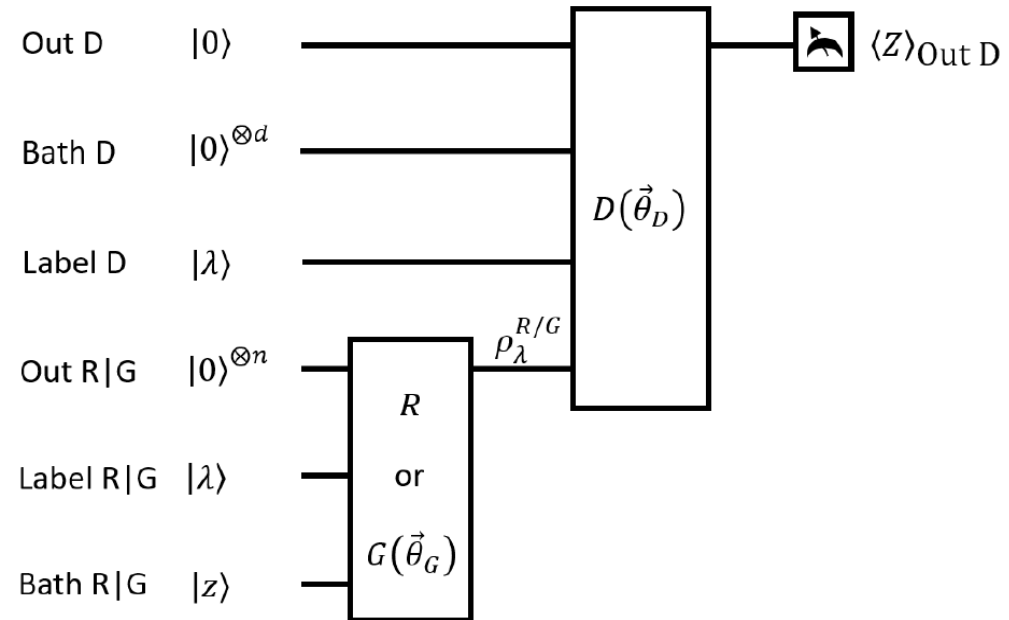 Out D |0⟩
⟨Z⟩Out D
Bath D |0⟩⊗d
D(θ⃗_D)
Label D |λ⟩
ρ_λ^{R/G}
Out R|G |0⟩⊗n
R
or
G(θ⃗_G)
Label R|G |λ⟩
Bath R|G |z⟩